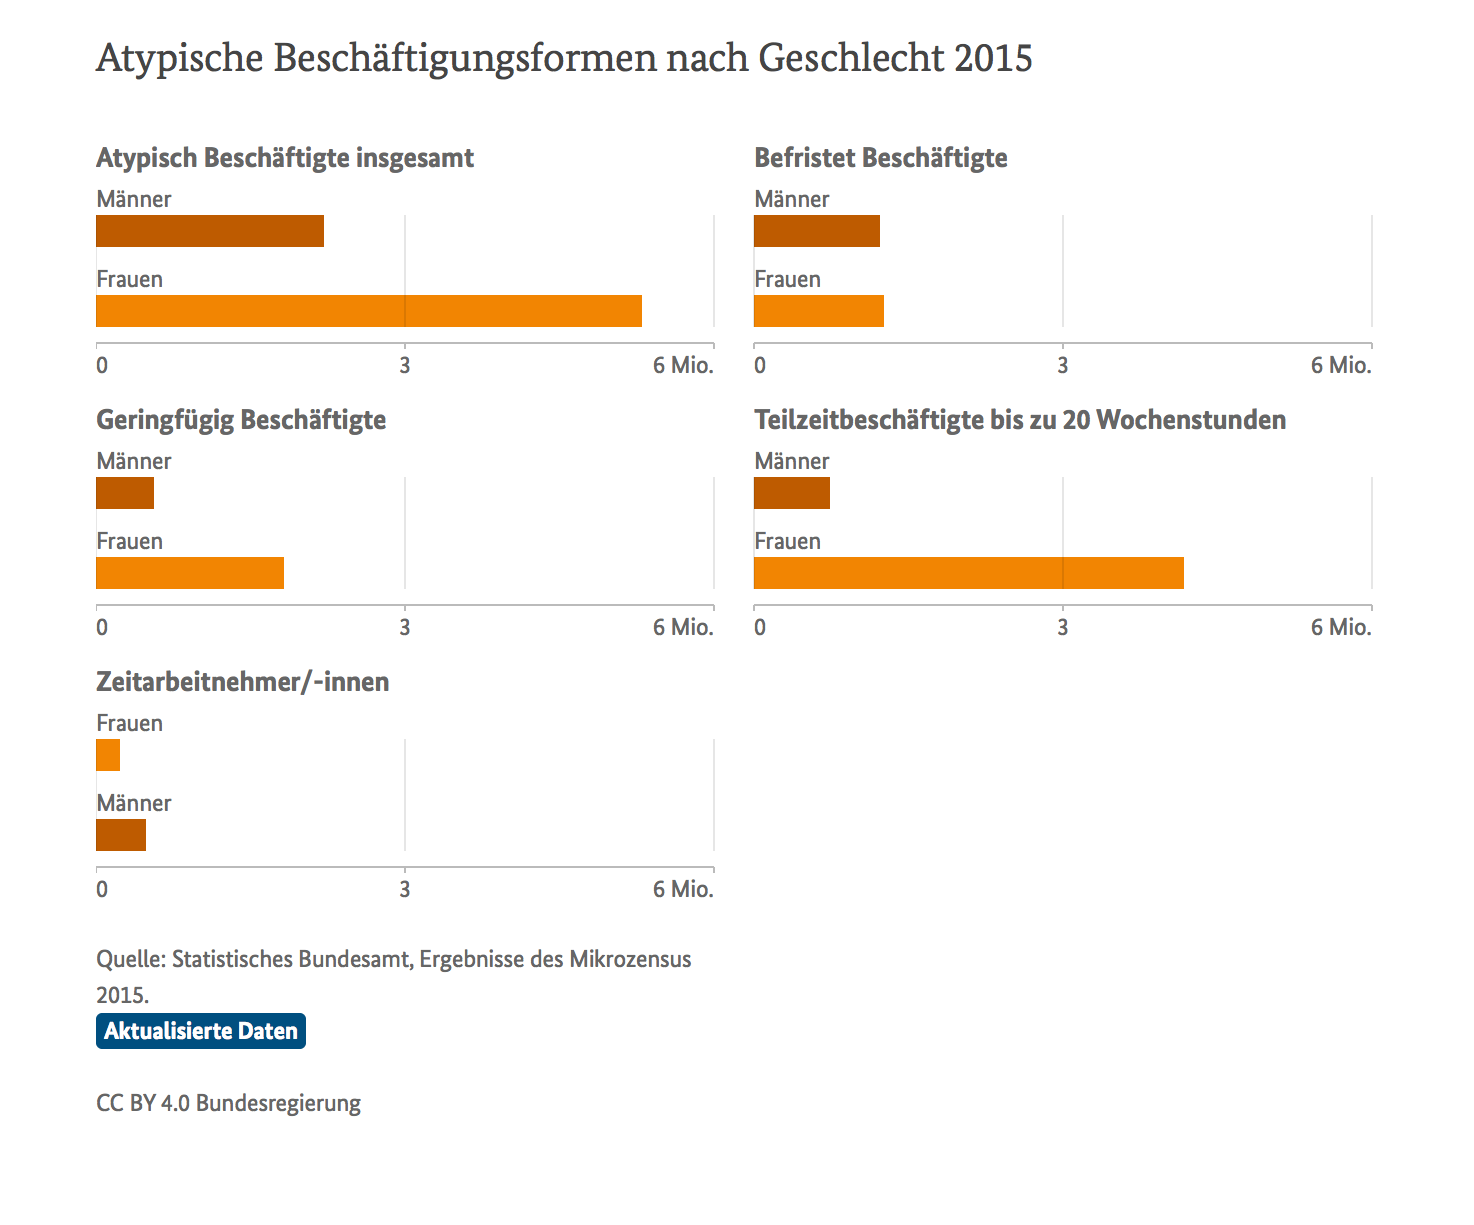 Atypische Beschäftigungsformen nach Geschlecht 2015
Atypisch Beschäftigte insgesamt
Männer
Frauen
0 3 6 Mio.
Befristet Beschäftigte
Männer
Frauen
0 3 6 Mio.
Geringfügig Beschäftigte
Männer
Frauen
0 3 6 Mio.
Teilzeitbeschäftigte bis zu 20 Wochenstunden
Männer
Frauen
0 3 6 Mio.
Zeitarbeitnehmer/-innen
Frauen
Männer
0 3 6 Mio.
Quelle: Statistisches Bundesamt, Ergebnisse des Mikrozensus
2015.
Aktualisierte Daten
CC BY 4.0 Bundesregierung